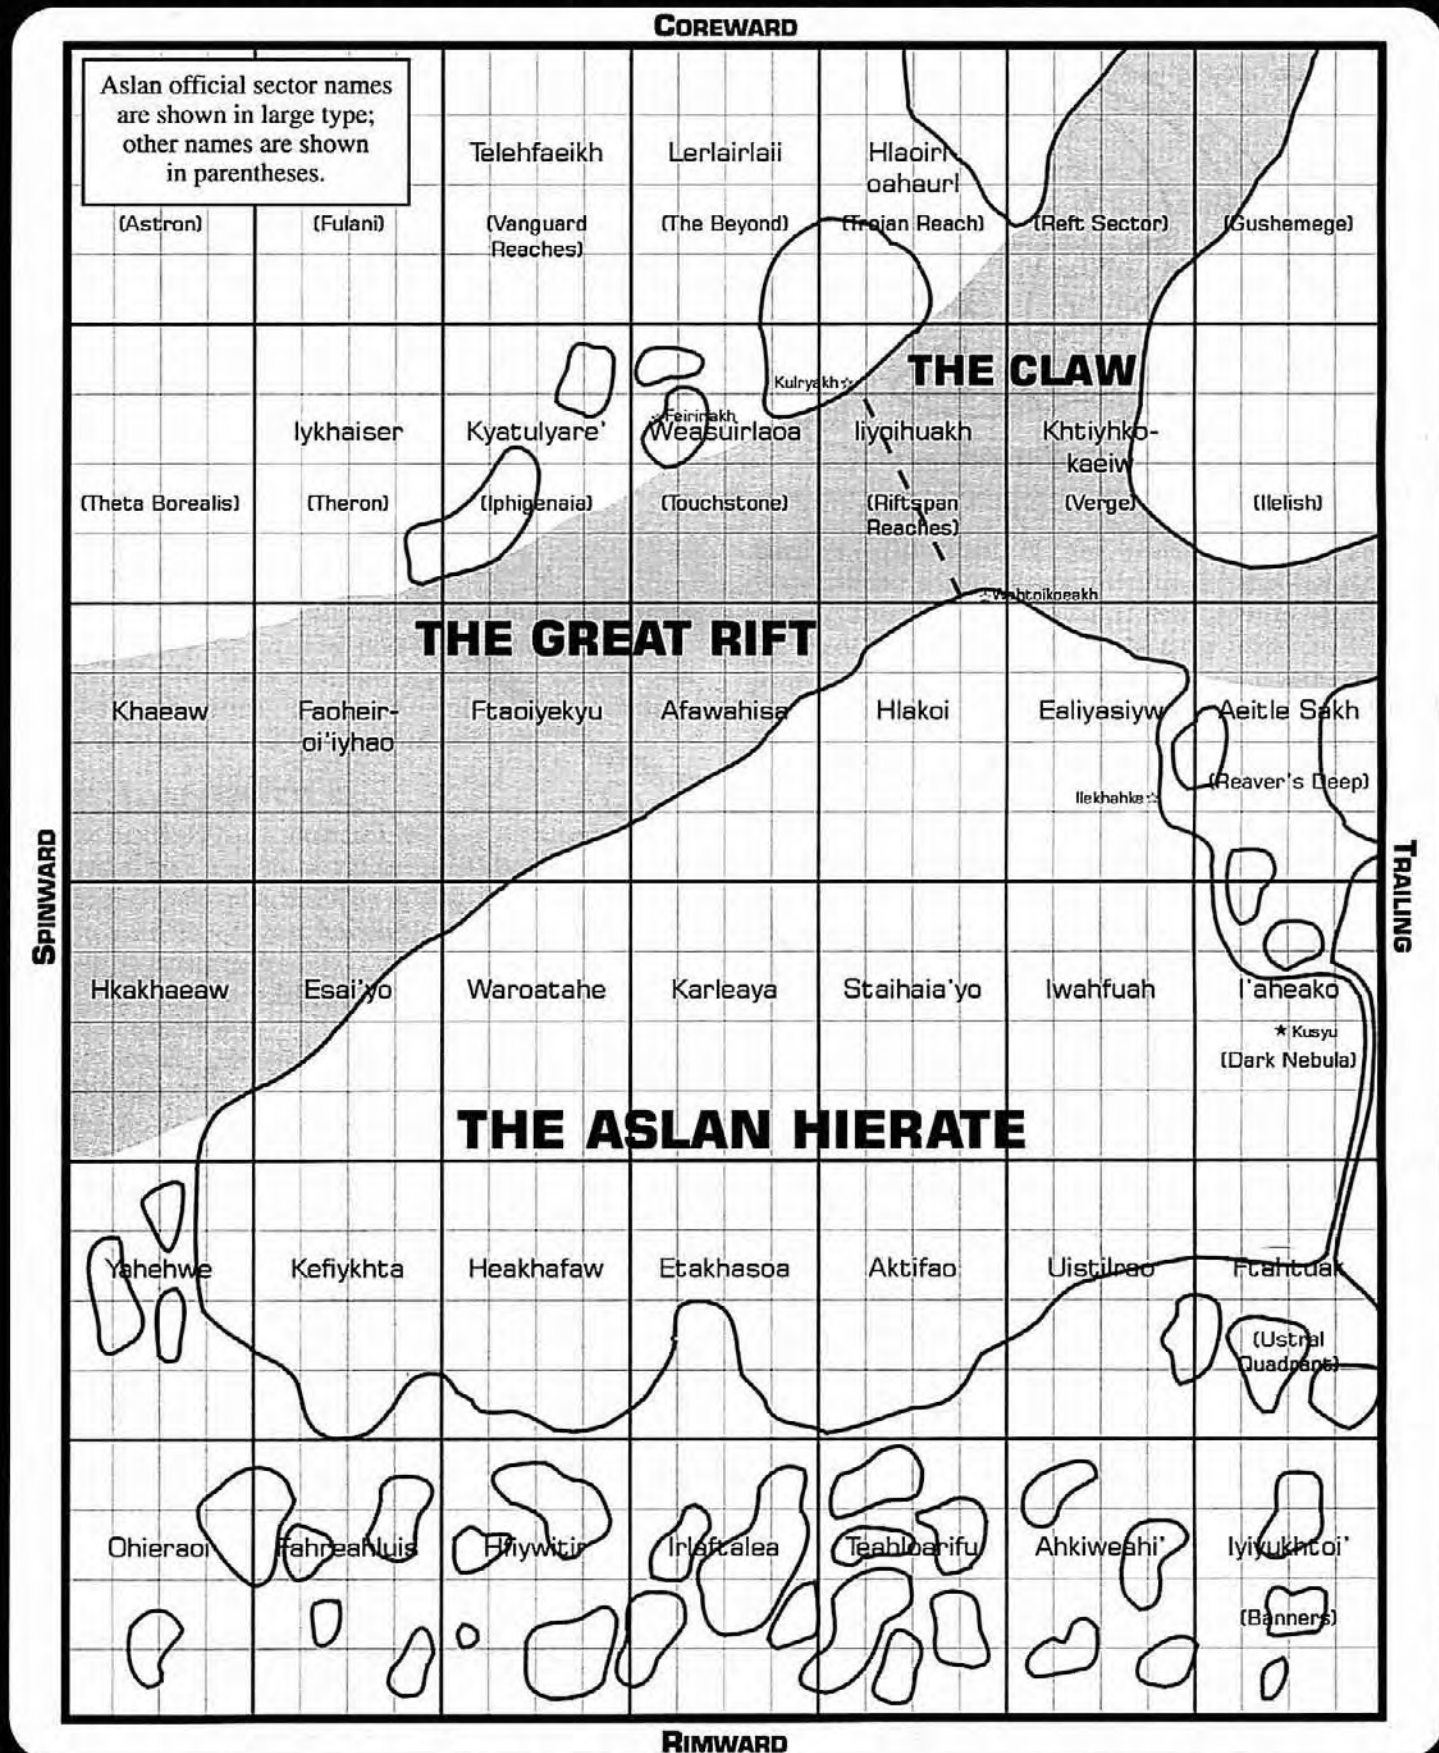 COREWARD
Aslan official sector names
are shown in large type;
other names are shown
in parentheses.
Telehfaeikh
Lerlairlaii
Hlaoirl
oahaurl
(Astron)
(Fulani)
(Vanguard
Reaches)
(The Beyond)
(Trojan Reach)
(Reft Sector)
(Gushemege)
THE CLAW
Kulryakh
Feirinakh
Iykhaiser
Kyatulyare'
Weasuirlaoa
Iiyoihuakh
Khtiyhko-
kaeiw
(Theta Borealis)
(Theron)
(Iphigenaia)
(Touchstone)
(Riftspan
Reaches)
(Verge)
(Ilelish)
Wahtoikoeakh
THE GREAT RIFT
Khaeaw
Faoheir-
oi'iyhao
Ftaoiyekyu
Afawahisa
Hlakoi
Ealiyasiyw
Aeitle Sakh
(Reaver's Deep)
Ilekhahke
SPINWARD
TRAILING
Hkakhaeaw
Esai'yo
Waroatahe
Karleaya
Staihaia'yo
Iwahfuah
I'aheako
Kusyu
(Dark Nebula)
THE ASLAN HIERATE
Yahehwe
Kefiykhta
Heakhafaw
Etakhasoa
Aktifao
Uistilrao
Ftahtuak
(Ustral
Quadrant)
Ohieraoi
Fahreahluis
Hfiywitir
Irlaftalea
Teahloarifu
Ahkiweahi'
Iyiyukhtoi'
(Banners)
RIMWARD